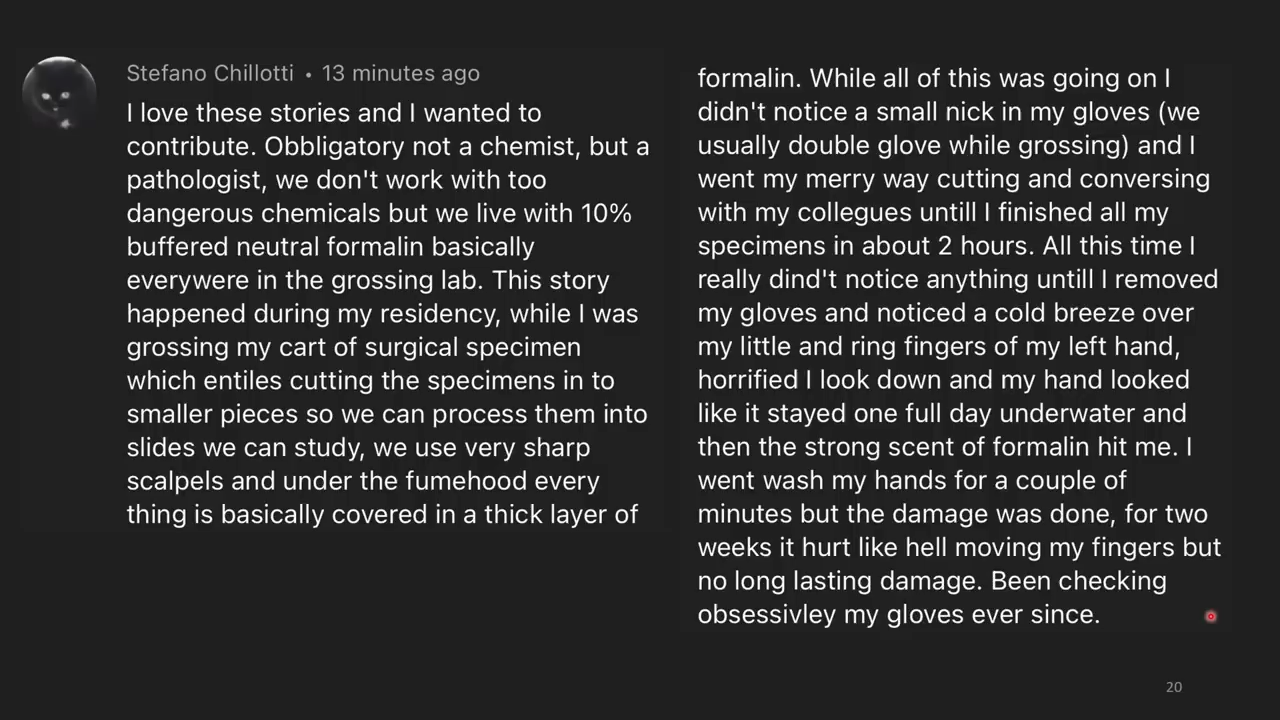 Stefano Chillotti • 13 minutes ago
I love these stories and I wanted to
contribute. Obbligatory not a chemist, but a
pathologist, we don't work with too
dangerous chemicals but we live with 10%
buffered neutral formalin basically
everywere in the grossing lab. This story
happened during my residency, while I was
grossing my cart of surgical specimen
which entiles cutting the specimens in to
smaller pieces so we can process them into
slides we can study, we use very sharp
scalpels and under the fumehood every
thing is basically covered in a thick layer of
formalin. While all of this was going on I
didn't notice a small nick in my gloves (we
usually double glove while grossing) and I
went my merry way cutting and conversing
with my collegues untill I finished all my
specimens in about 2 hours. All this time I
really dind't notice anything untill I removed
my gloves and noticed a cold breeze over
my little and ring fingers of my left hand,
horrified I look down and my hand looked
like it stayed one full day underwater and
then the strong scent of formalin hit me. I
went wash my hands for a couple of
minutes but the damage was done, for two
weeks it hurt like hell moving my fingers but
no long lasting damage. Been checking
obsessivley my gloves ever since.
20